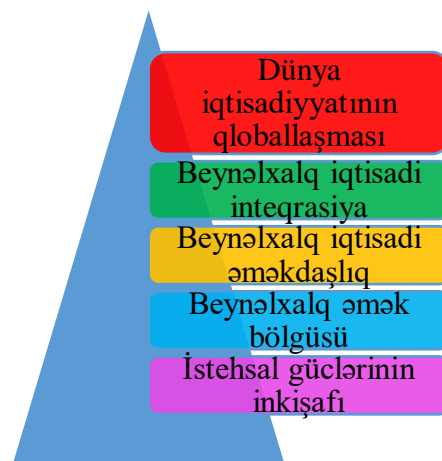 Dünya
iqtisadiyyatının
qloballaşması
Beynəlxalq iqtisadi
inteqrasiya
Beynəlxalq iqtisadi
əməkdaşlıq
Beynəlxalq əmək
bölgüsü
İstehsal güclərinin
inkişafı